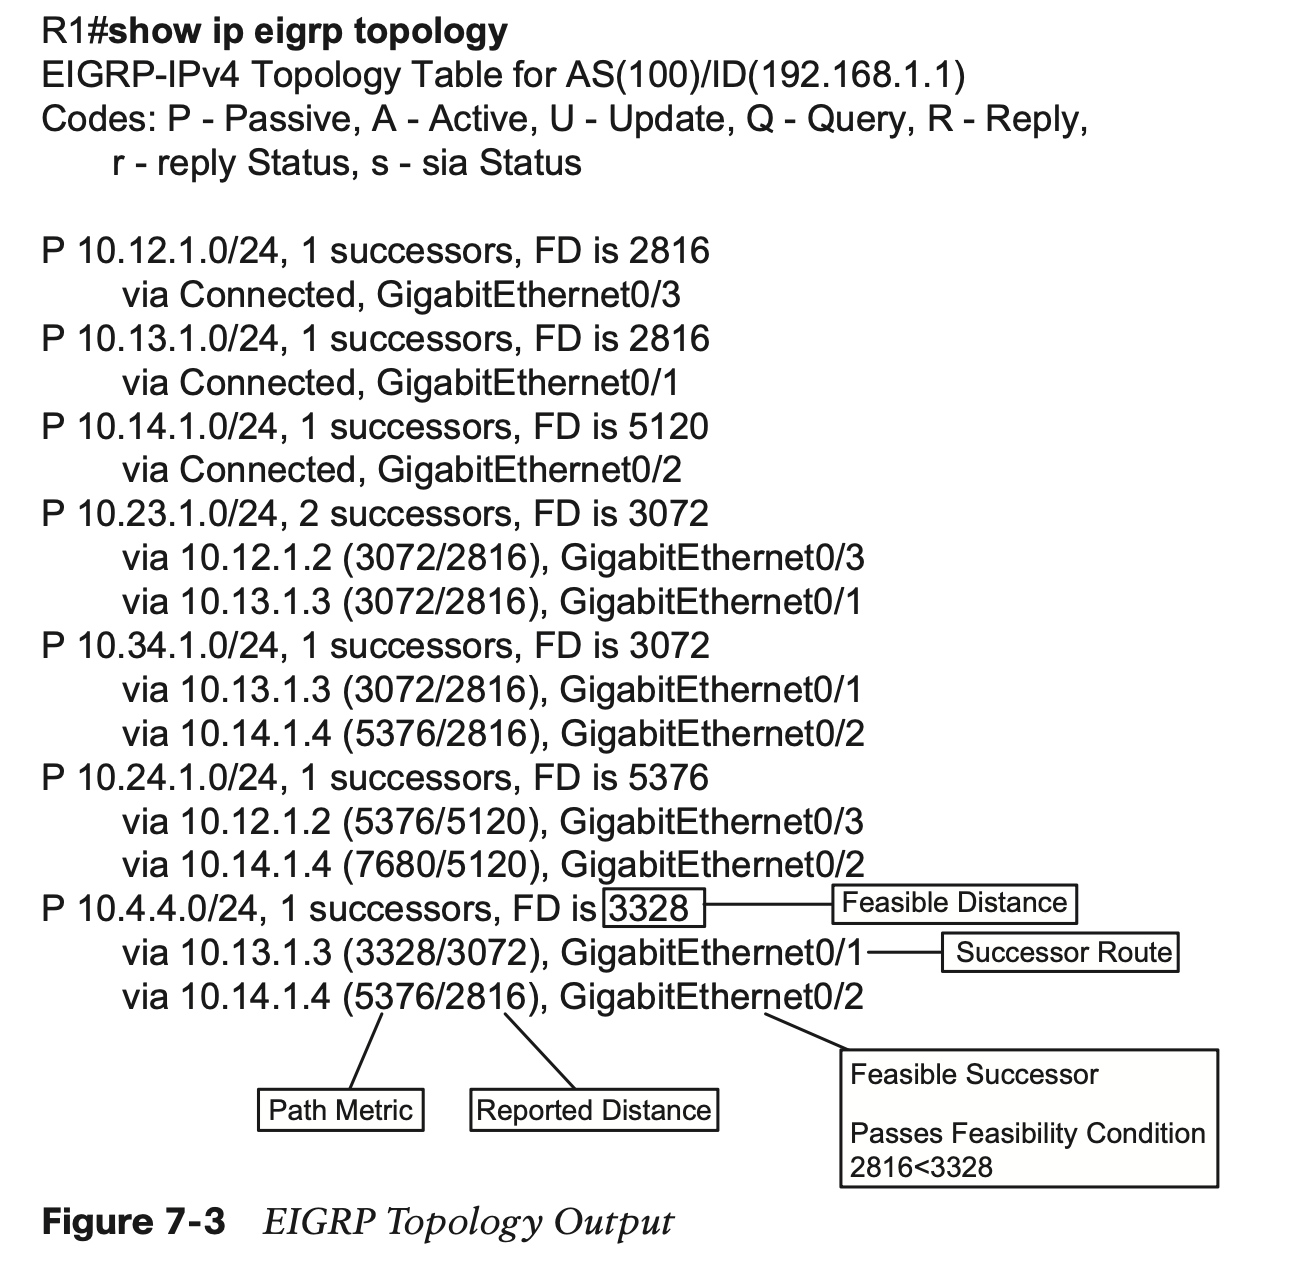 R1#show ip eigrp topology
EIGRP-IPv4 Topology Table for AS(100)/ID(192.168.1.1)
Codes: P - Passive, A - Active, U - Update, Q - Query, R - Reply,
r - reply Status, s - sia Status
P 10.12.1.0/24, 1 successors, FD is 2816
via Connected, GigabitEthernet0/3
P 10.13.1.0/24, 1 successors, FD is 2816
via Connected, GigabitEthernet0/1
P 10.14.1.0/24, 1 successors, FD is 5120
via Connected, GigabitEthernet0/2
P 10.23.1.0/24, 2 successors, FD is 3072
via 10.12.1.2 (3072/2816), GigabitEthernet0/3
via 10.13.1.3 (3072/2816), GigabitEthernet0/1
P 10.34.1.0/24, 1 successors, FD is 3072
via 10.13.1.3 (3072/2816), GigabitEthernet0/1
via 10.14.1.4 (5376/2816), GigabitEthernet0/2
P 10.24.1.0/24, 1 successors, FD is 5376
via 10.12.1.2 (5376/5120), GigabitEthernet0/3
via 10.14.1.4 (7680/5120), GigabitEthernet0/2
P 10.4.4.0/24, 1 successors, FD is 3328 Feasible Distance
via 10.13.1.3 (3328/3072), GigabitEthernet0/1 Successor Route
via 10.14.1.4 (5376/2816), GigabitEthernet0/2
Path Metric
Reported Distance
Feasible Successor
Passes Feasibility Condition
2816<3328
Figure 7-3 EIGRP Topology Output